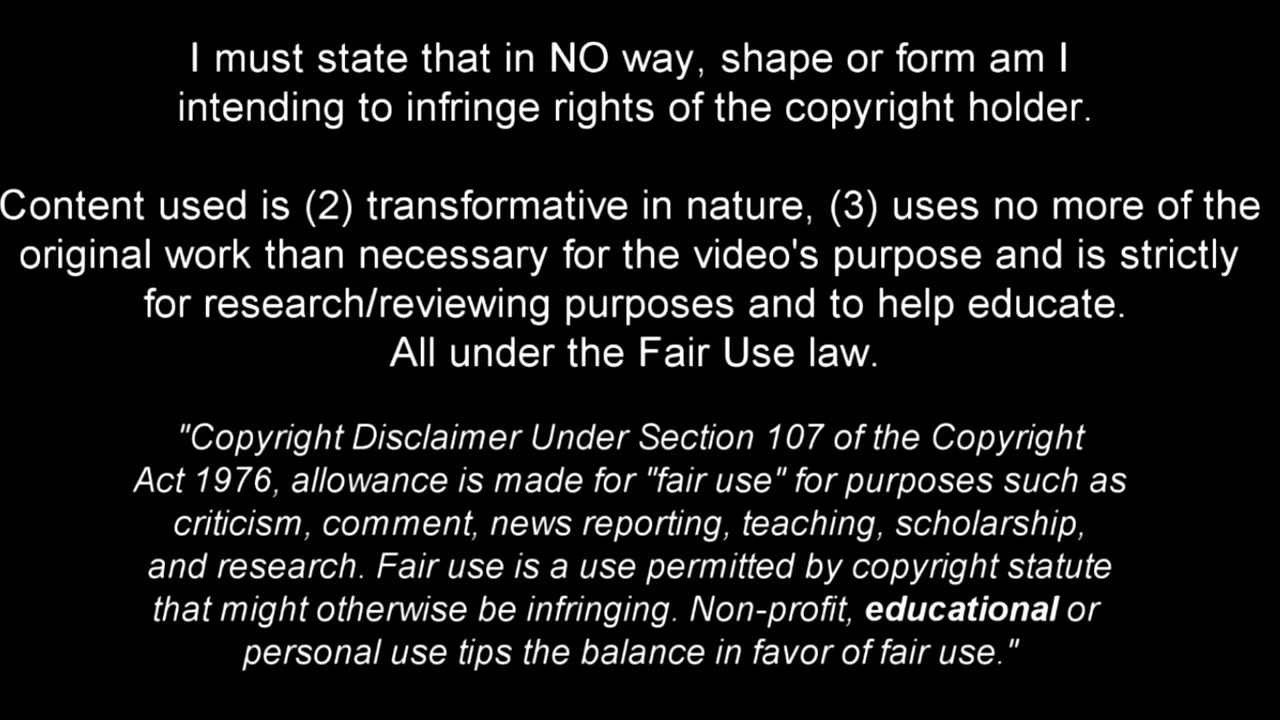 I must state that in NO way, shape or form am I
intending to infringe rights of the copyright holder.
Content used is (2) transformative in nature, (3) uses no more of the
original work than necessary for the video's purpose and is strictly
for research/reviewing purposes and to help educate.
All under the Fair Use law.
"Copyright Disclaimer Under Section 107 of the Copyright
Act 1976, allowance is made for "fair use" for purposes such as
criticism, comment, news reporting, teaching, scholarship,
and research. Fair use is a use permitted by copyright statute
that might otherwise be infringing. Non-profit, educational or
personal use tips the balance in favor of fair use."